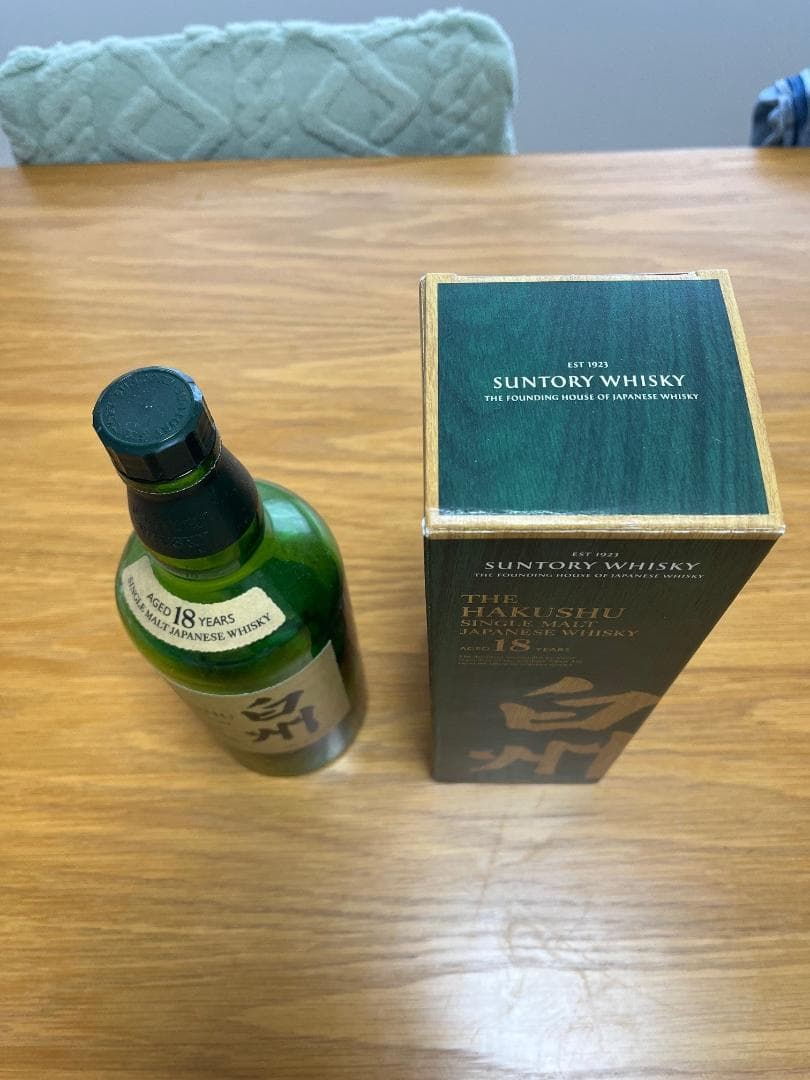 EST 1923
SUNTORY WHISKY
THE FOUNDING HOUSE OF JAPANESE WHISKY
EST 1923
SUNTORY WHISKY
THE FOUNDING HOUSE OF JAPANESE WHISKY
THE
HAKUSHU
SINGLE MALT
JAPANESE WHISKY
AGED 18 YEARS
白州
AGED 18 YEARS
SINGLE MALT JAPANESE WHISKY
白州